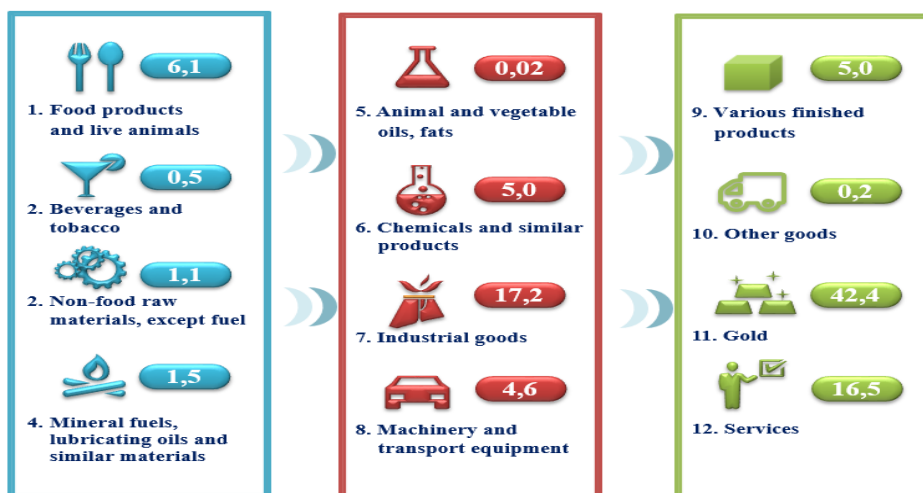 6,1
1. Food products
and live animals
0,5
2. Beverages and
tobacco
1,1
2. Non-food raw
materials, except fuel
1,5
4. Mineral fuels,
lubricating oils and
similar materials
0,02
5. Animal and vegetable
oils, fats
5,0
6. Chemicals and similar
products
17,2
7. Industrial goods
4,6
8. Machinery and
transport equipment
5,0
9. Various finished
products
0,2
10. Other goods
42,4
11. Gold
16,5
12. Services